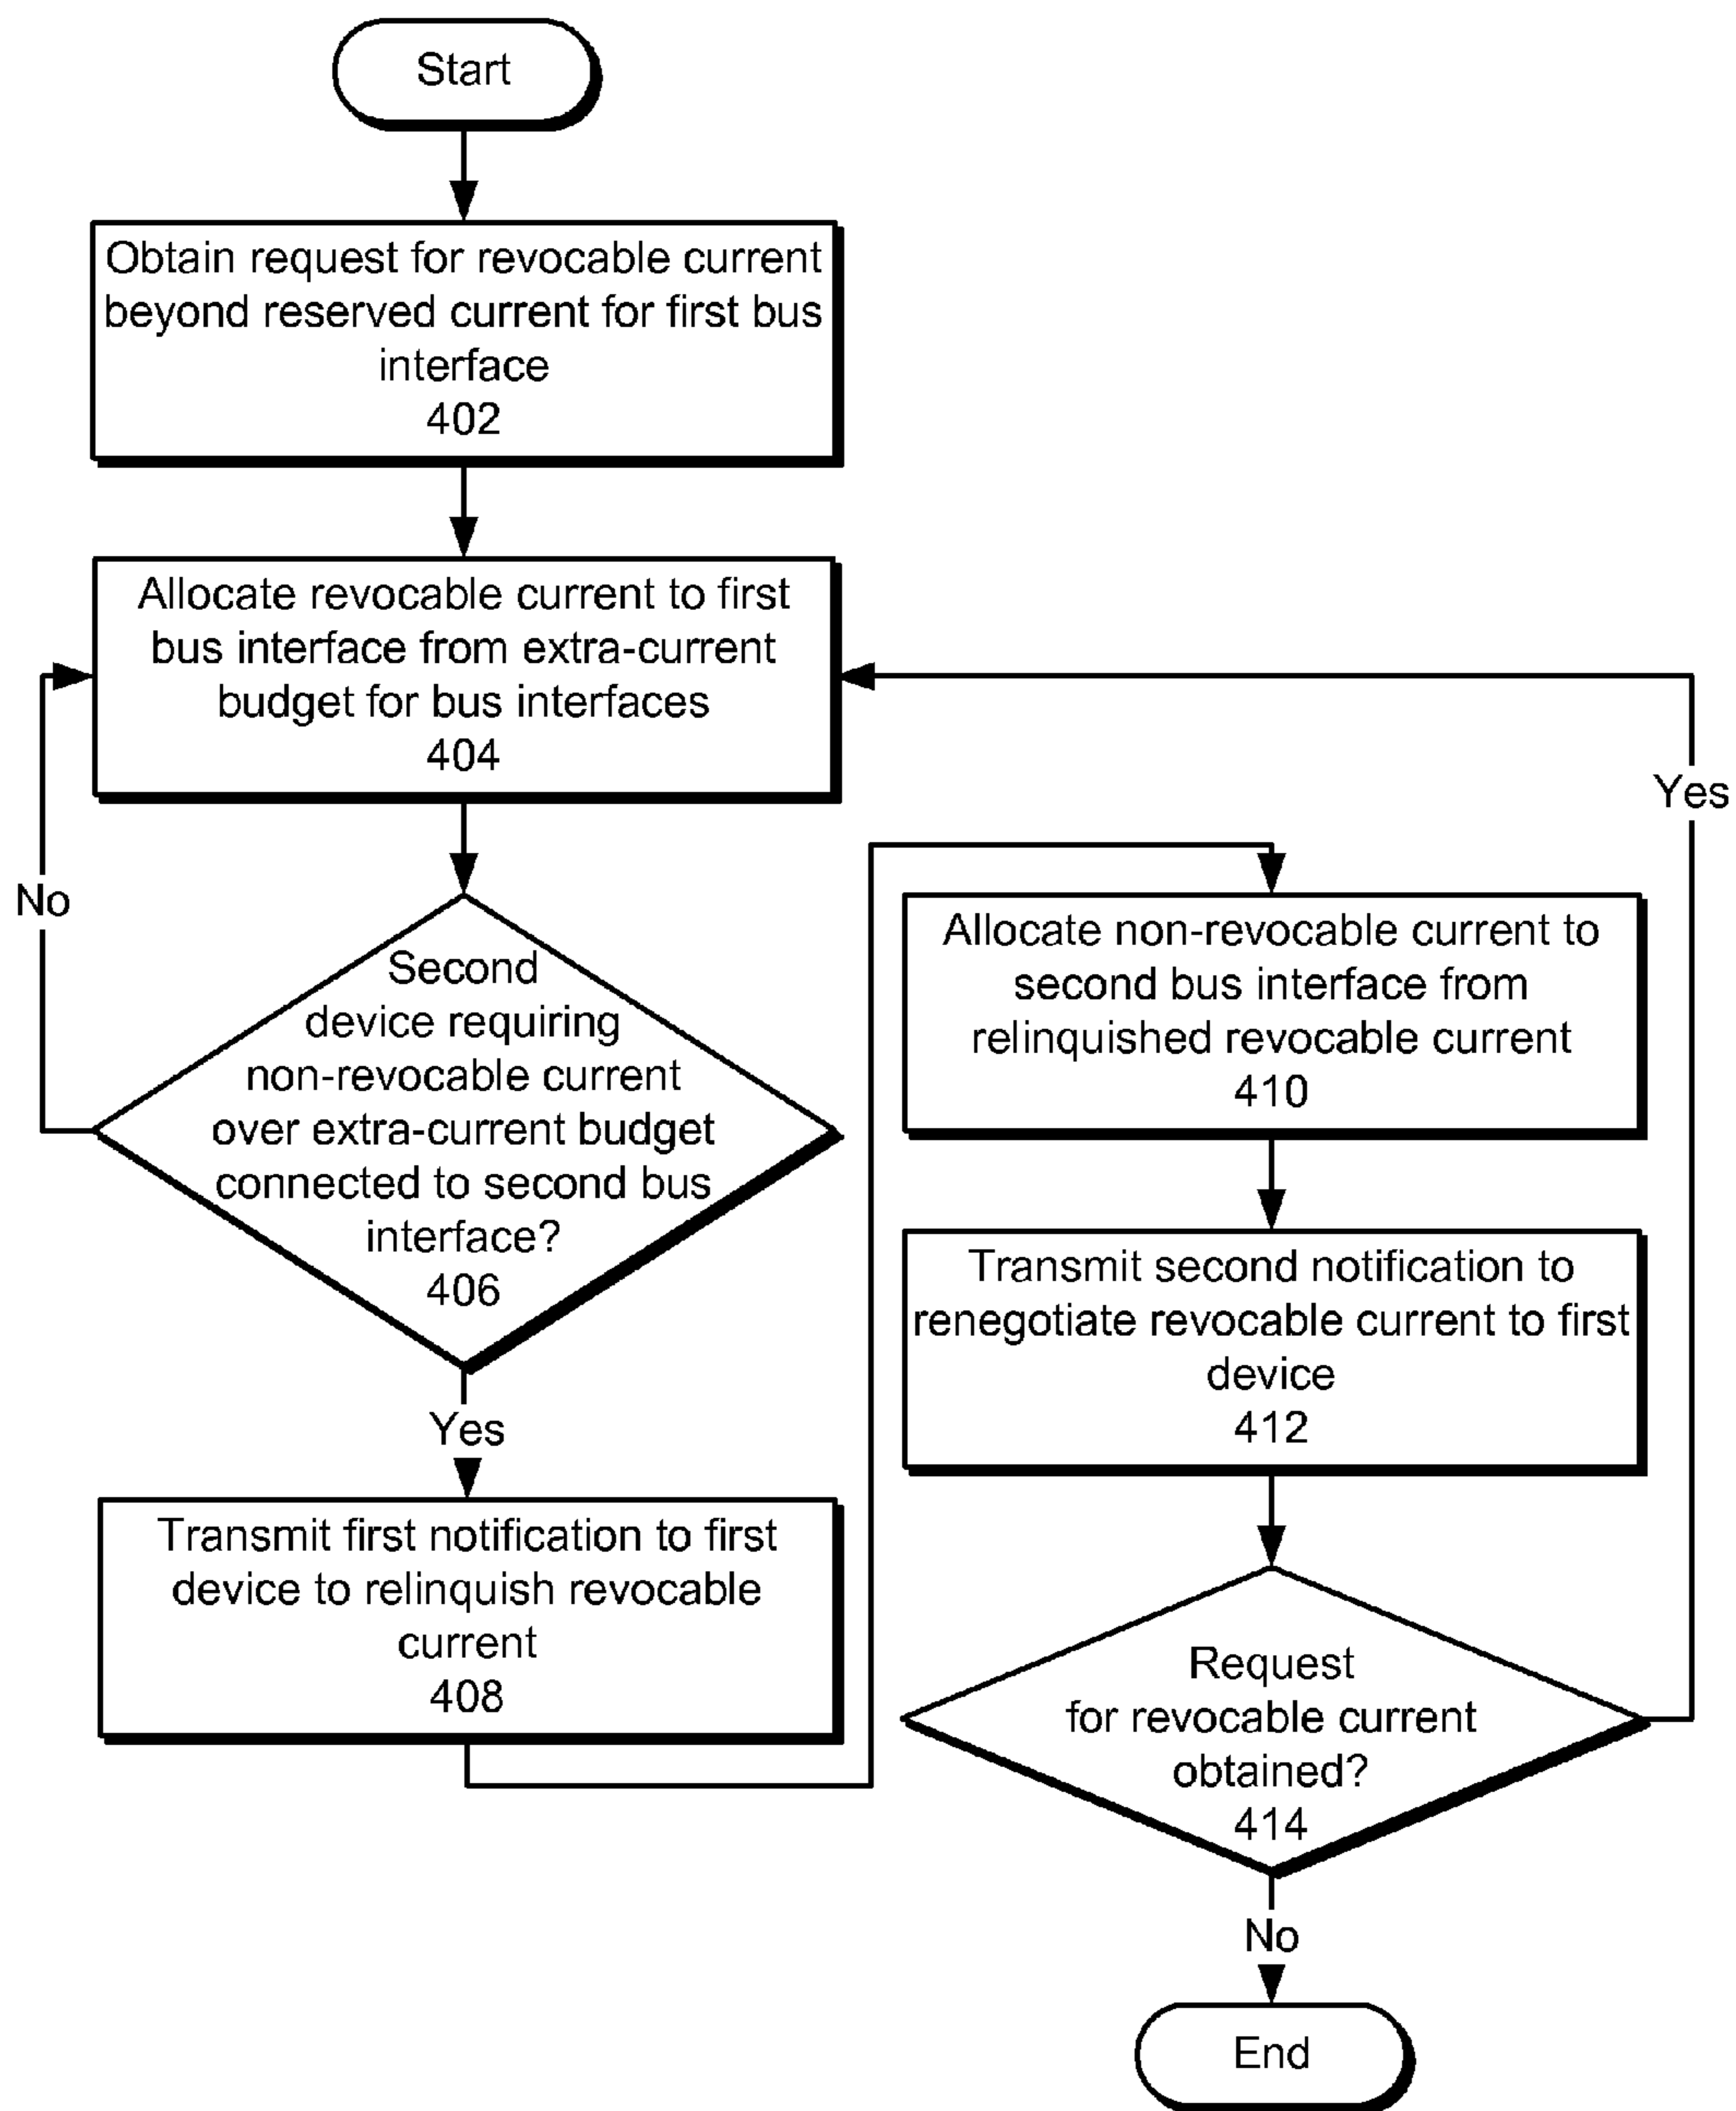 Start
Obtain request for revocable current
beyond reserved current for first bus
interface
402
Allocate revocable current to first
bus interface from extra-current
budget for bus interfaces
404
No
Second
device requiring
non-revocable current
over extra-current budget
connected to second bus
interface?
406
Yes
Transmit first notification to first
device to relinquish revocable
current
408
Allocate non-revocable current to
second bus interface from
relinquished revocable current
410
Transmit second notification to
renegotiate revocable current to first
device
412
Request
for revocable current
obtained?
414
Yes
No
End